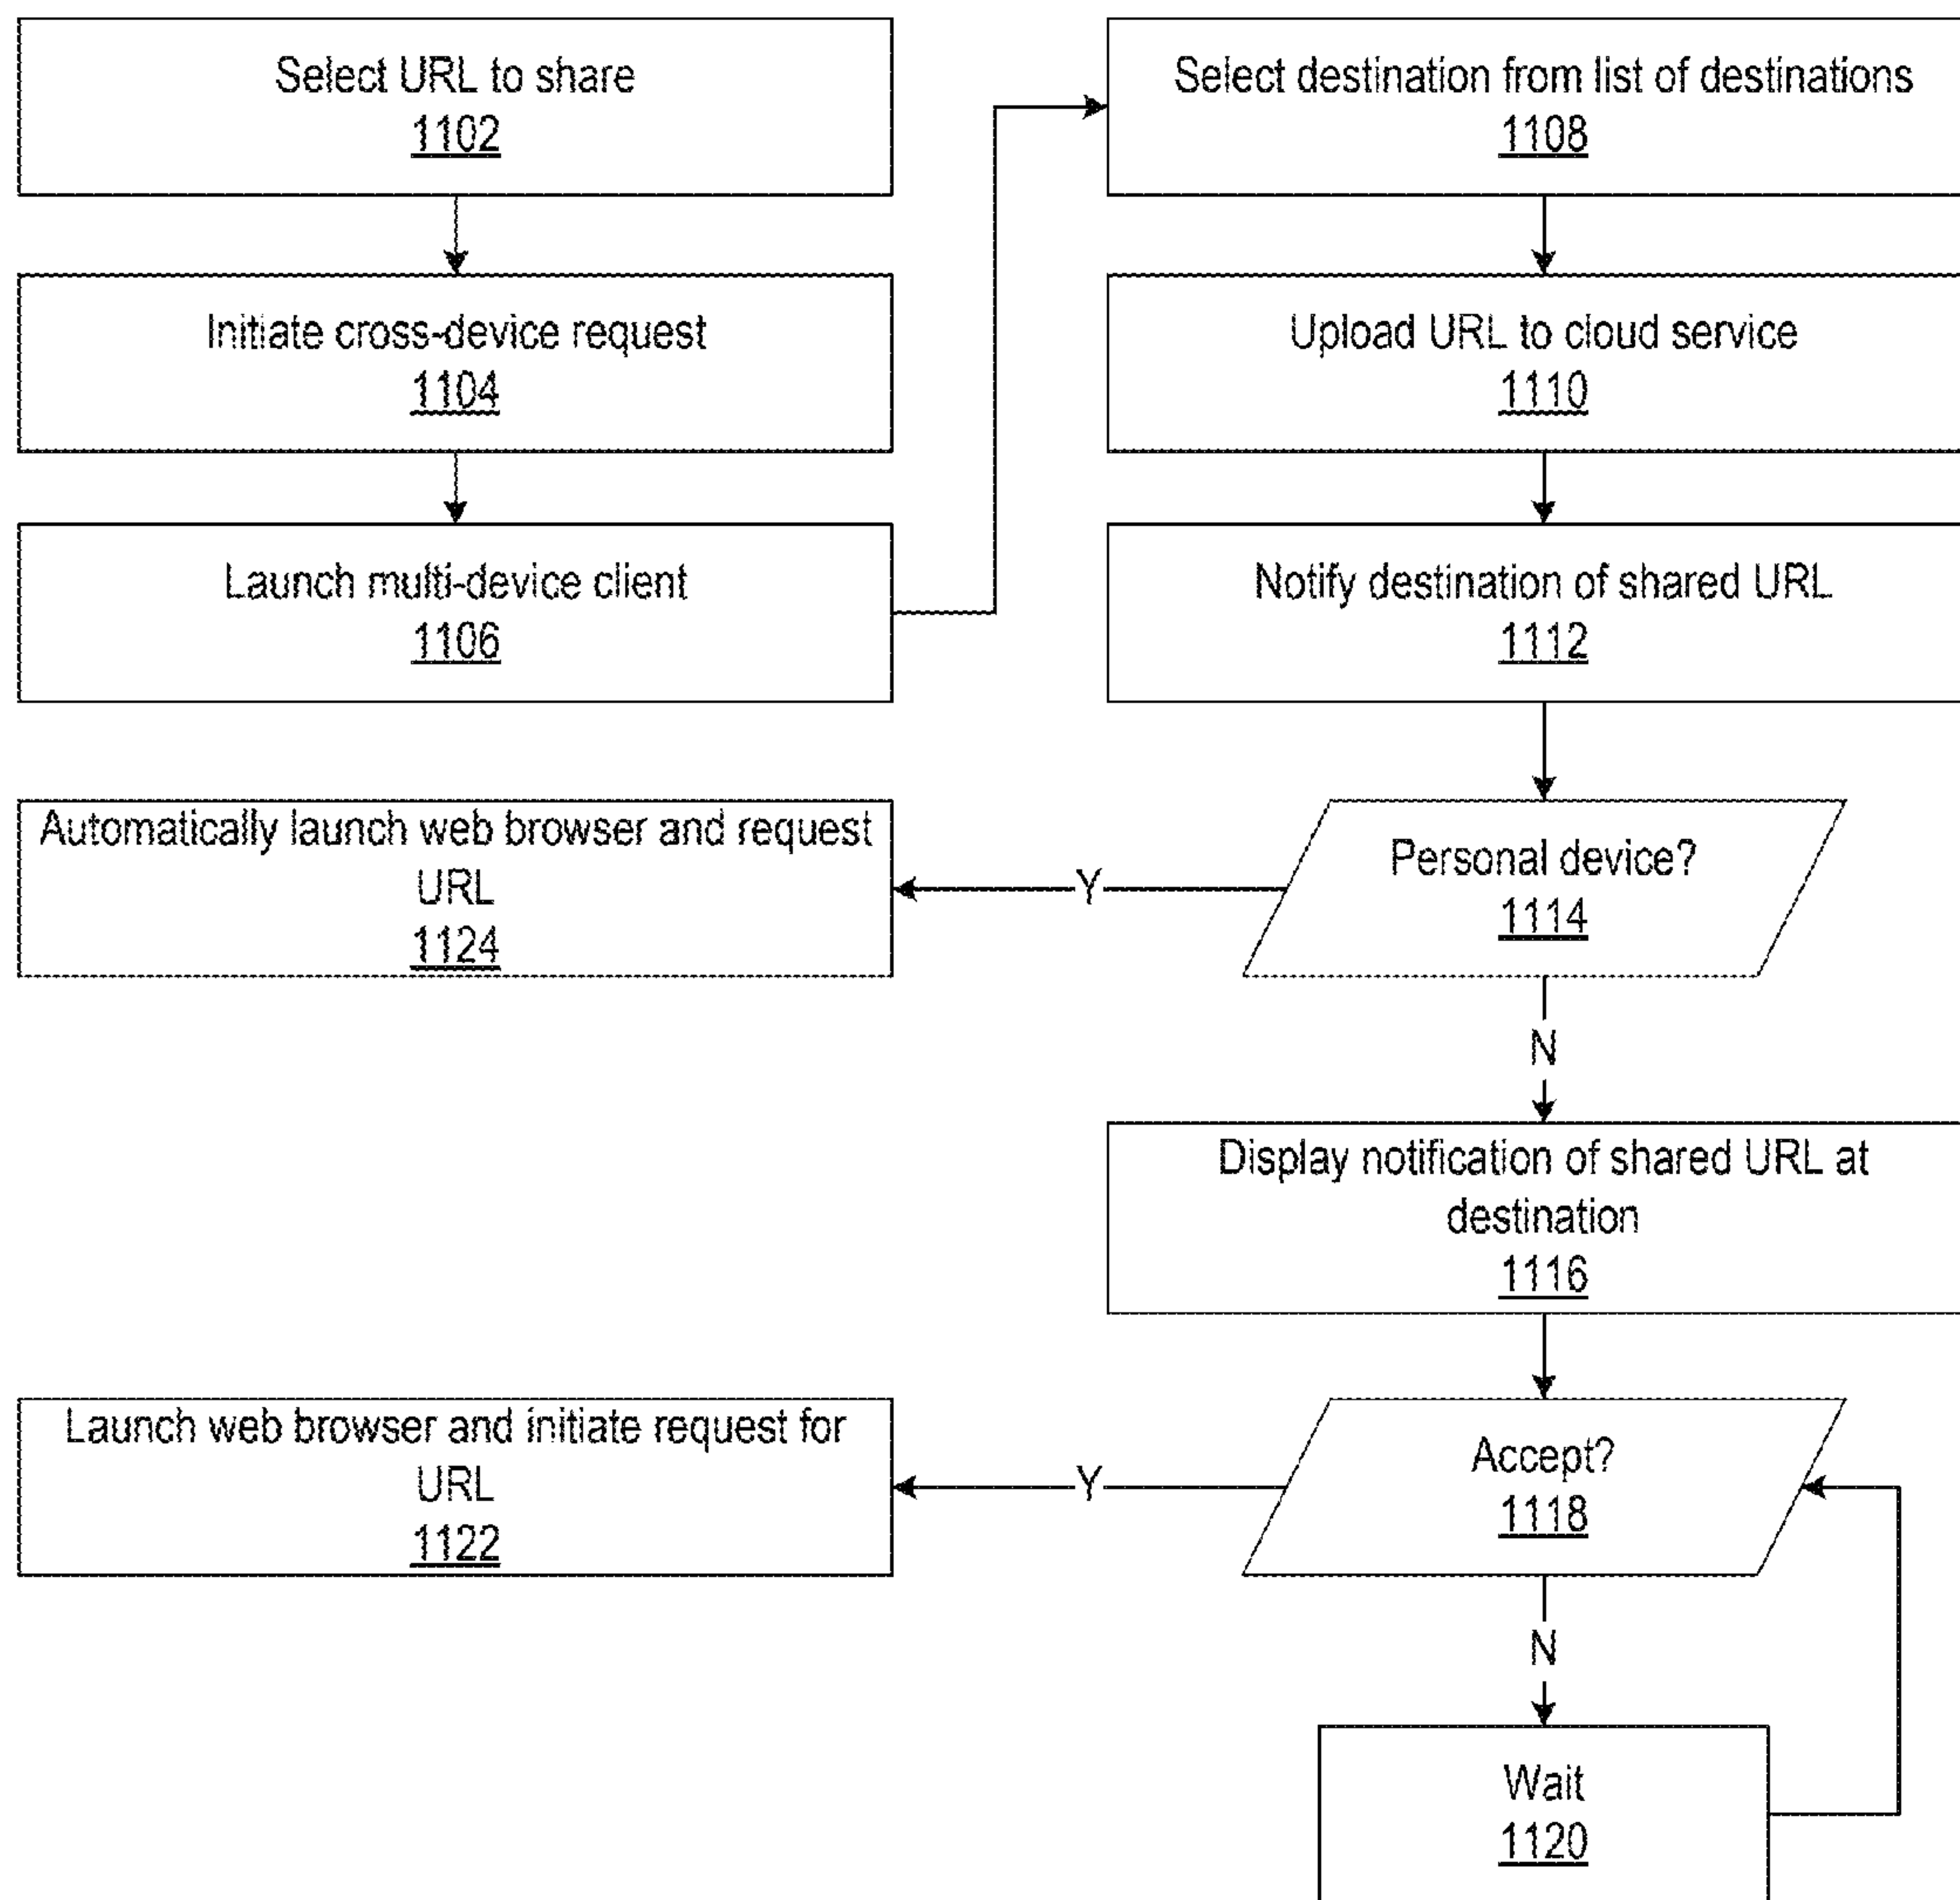 Select URL to share
1102
Initiate cross-device request
1104
Launch multi-device client
1106
Select destination from list of destinations
1108
Upload URL to cloud service
1110
Notify destination of shared URL
1112
Personal device?
1114
Y
Automatically launch web browser and request
URL
1124
N
Display notification of shared URL at
destination
1116
Accept?
1118
Y
Launch web browser and initiate request for
URL
1122
N
Wait
1120